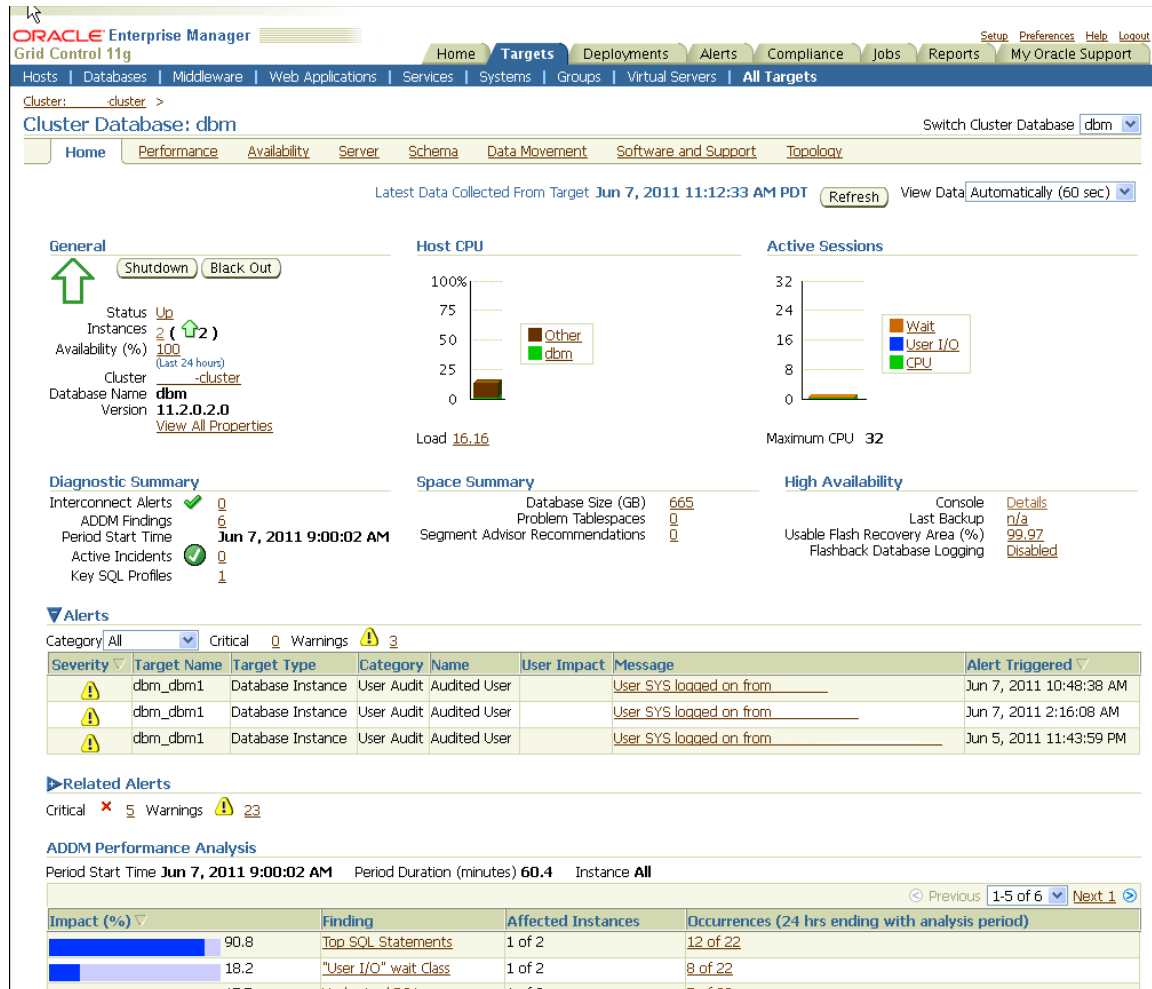 ORACLE Enterprise Manager
Grid Control 11g
Setup Preferences Help Logout
Home Targets Deployments Alerts Compliance Jobs Reports My Oracle Support
Hosts | Databases | Middleware | Web Applications | Services | Systems | Groups | Virtual Servers | All Targets
Cluster: -cluster >
Cluster Database: dbm
Switch Cluster Database dbm
Home Performance Availability Server Schema Data Movement Software and Support Topology
Latest Data Collected From Target Jun 7, 2011 11:12:33 AM PDT Refresh View Data Automatically (60 sec)
General
Shutdown Black Out
Status Up
Instances 2 ( 2 )
Availability (%) 100
(Last 24 hours)
Cluster -cluster
Database Name dbm
Version 11.2.0.2.0
View All Properties
Host CPU
100%
75
50
25
0
Other
dbm
Load 16.16
Active Sessions
32
24
16
8
0
Wait
User I/O
CPU
Maximum CPU 32
Diagnostic Summary
Interconnect Alerts 0
ADDM Findings 6
Period Start Time Jun 7, 2011 9:00:02 AM
Active Incidents 0
Key SQL Profiles 1
Space Summary
Database Size (GB) 665
Problem Tablespaces 0
Segment Advisor Recommendations 0
High Availability
Console Details
Last Backup n/a
Usable Flash Recovery Area (%) 99.97
Flashback Database Logging Disabled
Alerts
Category All Critical 0 Warnings 3
Severity Target Name Target Type Category Name User Impact Message Alert Triggered
dbm_dbm1 Database Instance User Audit Audited User User SYS logged on from Jun 7, 2011 10:48:38 AM
dbm_dbm1 Database Instance User Audit Audited User User SYS logged on from Jun 7, 2011 2:16:08 AM
dbm_dbm1 Database Instance User Audit Audited User User SYS logged on from Jun 5, 2011 11:43:59 PM
Related Alerts
Critical 5 Warnings 23
ADDM Performance Analysis
Period Start Time Jun 7, 2011 9:00:02 AM Period Duration (minutes) 60.4 Instance All
Previous 1-5 of 6 Next 1
Impact (%) Finding Affected Instances Occurrences (24 hrs ending with analysis period)
90.8 Top SQL Statements 1 of 2 12 of 22
18.2 "User I/O" wait Class 1 of 2 8 of 22